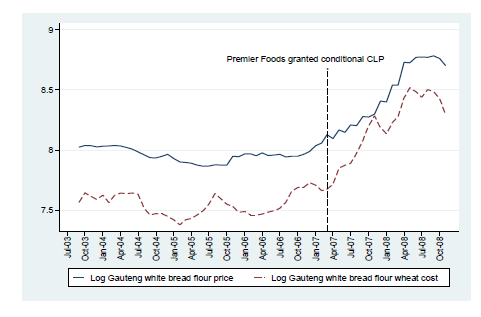 9
Premier Foods granted conditional CLP
8.5
8
7.5
Jul-03
Oct-03
Jan-04
Apr-04
Jul-04
Oct-04
Jan-05
Apr-05
Jul-05
Oct-05
Jan-06
Apr-06
Jul-06
Oct-06
Jan-07
Apr-07
Jul-07
Oct-07
Jan-08
Apr-08
Jul-08
Oct-08
Log Gauteng white bread flour price
Log Gauteng white bread flour wheat cost